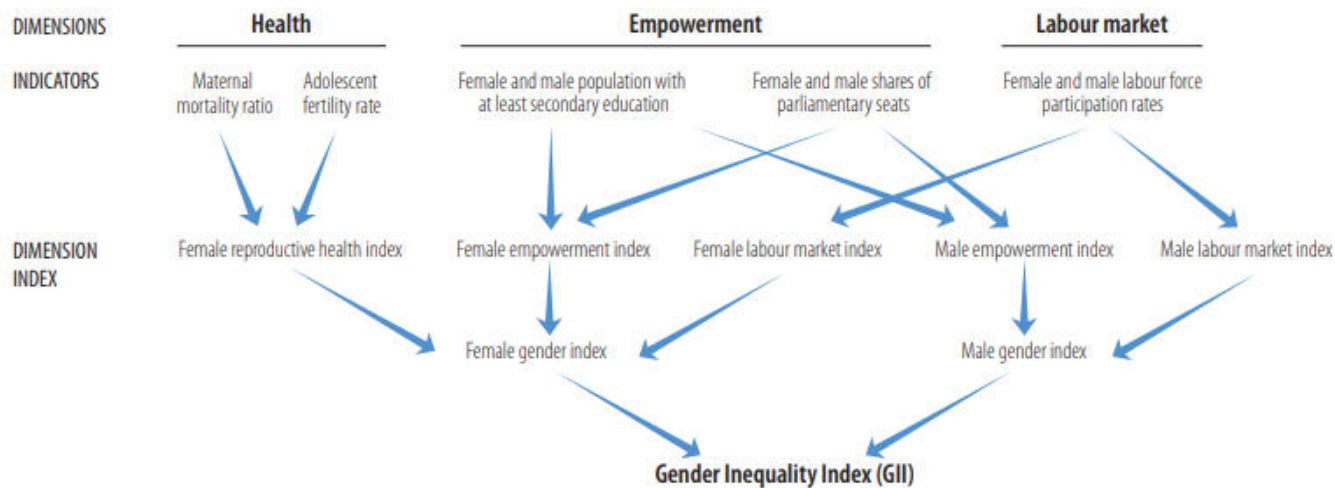 DIMENSIONS
Health
Empowerment
Labour market
INDICATORS
Maternal
mortality ratio
Adolescent
fertility rate
Female and male population with
at least secondary education
Female and male shares of
parliamentary seats
Female and male labour force
participation rates
DIMENSION
INDEX
Female reproductive health index
Female empowerment index
Female labour market index
Male empowerment index
Male labour market index
Female gender index
Male gender index
Gender Inequality Index (GII)